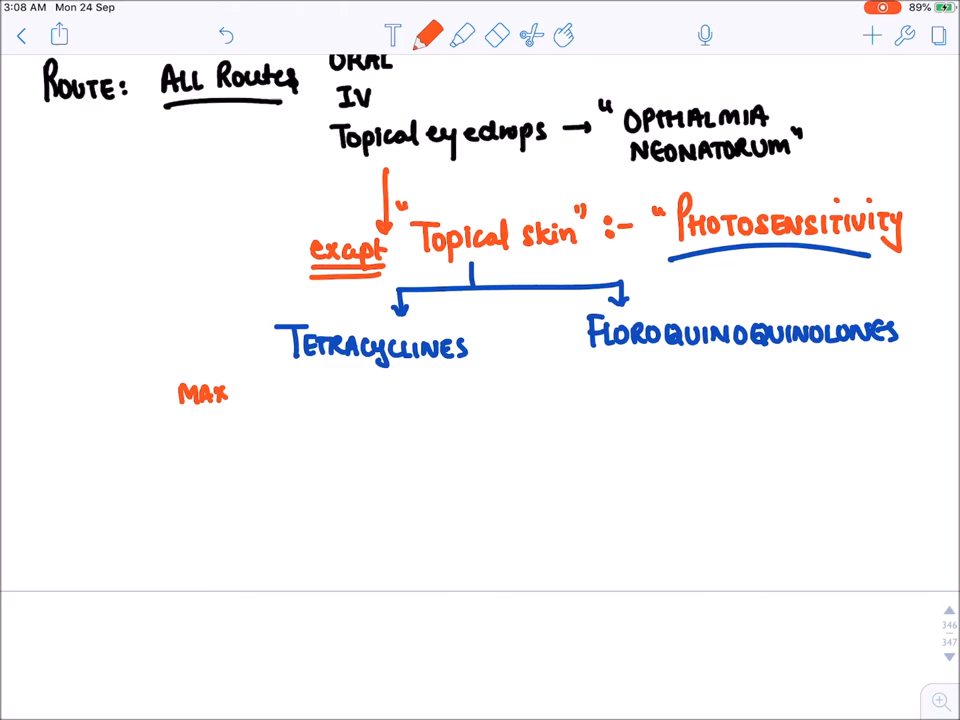 3:08 AM Mon 24 Sep 89%
T
ORAL
ROUTE: ALL Routes
IV
Topical eyedrops → "OPTHALMIA
NEONATORUM"
exapt "Topical skin" :- "PHOTOSENSITIVITY
TETRACYCLINES FLOROQUINOQUINOLONES
MAX
346
347